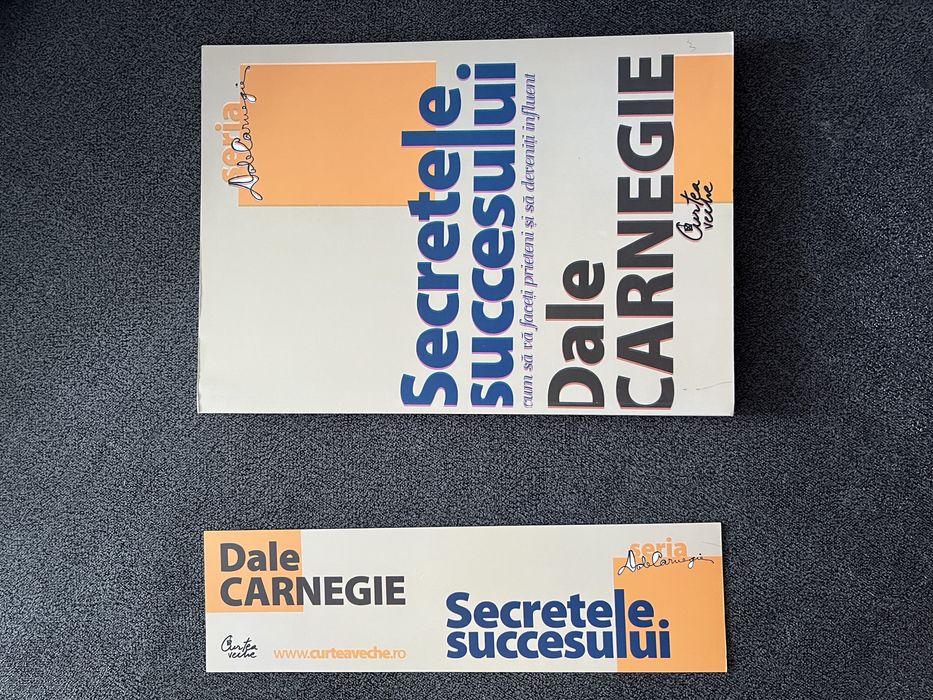 seria
Dale Carnegie
Secretele
succesului
cum să vă faceți prieteni și să deveniți influent
Dale
CARNEGIE
Curtea
veche
Dale
CARNEGIE
Curtea
veche
www.curteaveche.ro
seria
Dale Carnegie
Secretele
succesului